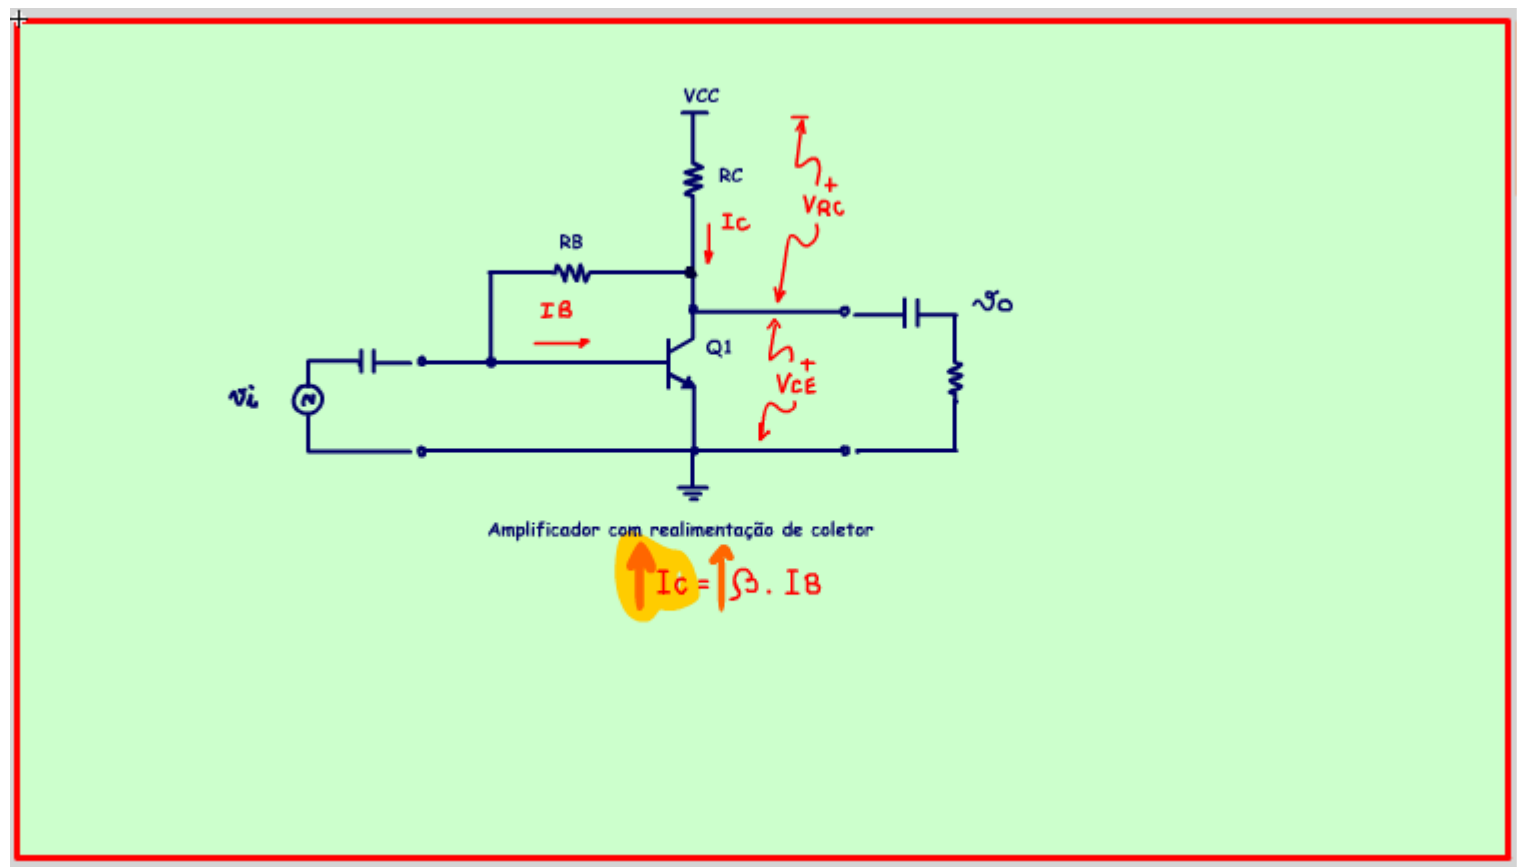 VCC
RC
+
VRC
IC
RB
IB
vo
Q1
+
VCE
vi
Amplificador com realimentação de coletor
IC = β . IB